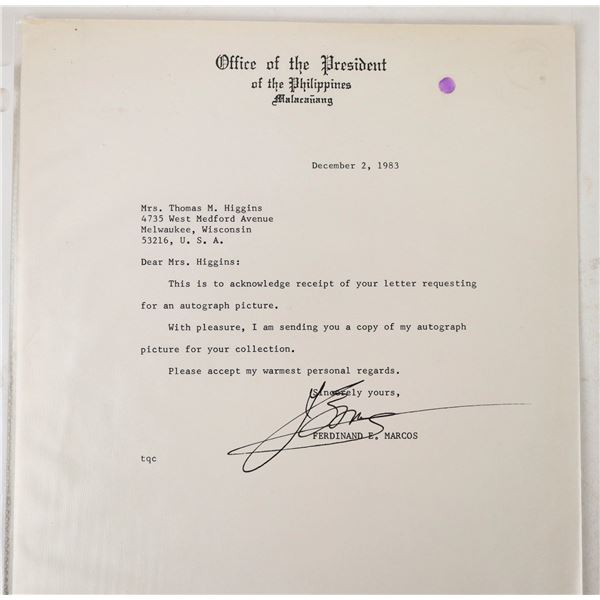 Office of the President
of the Philippines
Malacañang
December 2, 1983
Mrs. Thomas M. Higgins
4735 West Medford Avenue
Melwaukee, Wisconsin
53216, U. S. A.
Dear Mrs. Higgins:
This is to acknowledge receipt of your letter requesting
for an autograph picture.
With pleasure, I am sending you a copy of my autograph
picture for your collection.
Please accept my warmest personal regards.
Sincerely yours,
FERDINAND E. MARCOS
tqc